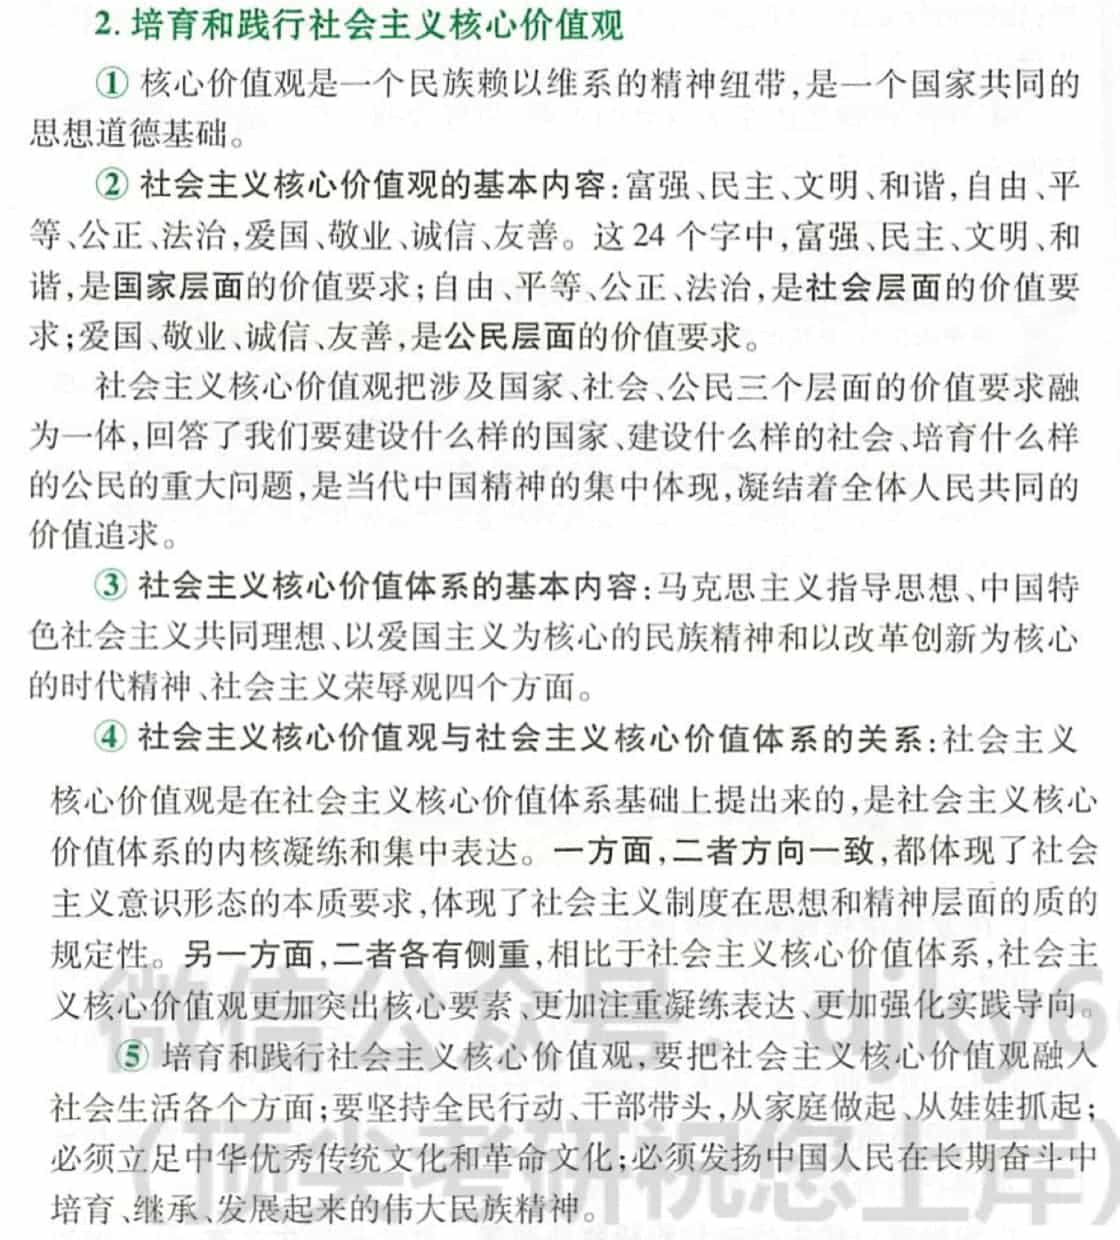 2. 培育和践行社会主义核心价值观
① 核心价值观是一个民族赖以维系的精神纽带,是一个国家共同的
思想道德基础。
② 社会主义核心价值观的基本内容:富强、民主、文明、和谐,自由、平
等、公正、法治,爱国、敬业、诚信、友善。这 24 个字中,富强、民主、文明、和
谐,是国家层面的价值要求;自由、平等、公正、法治,是社会层面的价值要
求;爱国、敬业、诚信、友善,是公民层面的价值要求。
社会主义核心价值观把涉及国家、社会、公民三个层面的价值要求融
为一体,回答了我们要建设什么样的国家、建设什么样的社会、培育什么样
的公民的重大问题,是当代中国精神的集中体现,凝结着全体人民共同的
价值追求。
③ 社会主义核心价值体系的基本内容:马克思主义指导思想、中国特
色社会主义共同理想、以爱国主义为核心的民族精神和以改革创新为核心
的时代精神、社会主义荣辱观四个方面。
④ 社会主义核心价值观与社会主义核心价值体系的关系:社会主义
核心价值观是在社会主义核心价值体系基础上提出来的,是社会主义核心
价值体系的内核凝练和集中表达。一方面,二者方向一致,都体现了社会
主义意识形态的本质要求,体现了社会主义制度在思想和精神层面的质的
规定性。另一方面,二者各有侧重,相比于社会主义核心价值体系,社会主
义核心价值观更加突出核心要素、更加注重凝练表达、更加强化实践导向。
⑤ 培育和践行社会主义核心价值观,要把社会主义核心价值观融入
社会生活各个方面;要坚持全民行动、干部带头,从家庭做起、从娃娃抓起;
必须立足中华优秀传统文化和革命文化;必须发扬中国人民在长期奋斗中
培育、继承、发展起来的伟大民族精神。
微信公众号: djky6
(顶尖考研祝您上岸)